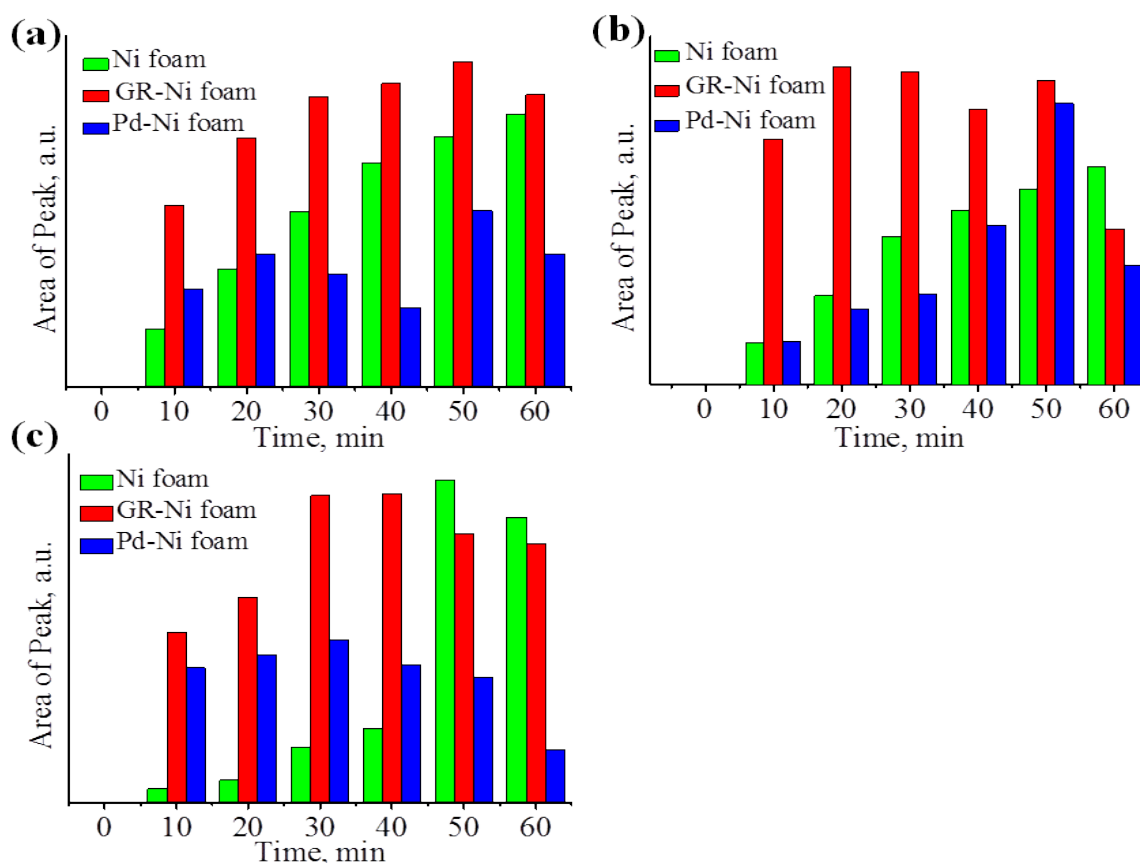 (a)
Ni foam
GR-Ni foam
Pd-Ni foam
Area of Peak, a.u.
0 10 20 30 40 50 60
Time, min
(b)
Ni foam
GR-Ni foam
Pd-Ni foam
Area of Peak, a.u.
0 10 20 30 40 50 60
Time, min
(c)
Ni foam
GR-Ni foam
Pd-Ni foam
Area of Peak, a.u.
0 10 20 30 40 50 60
Time, min